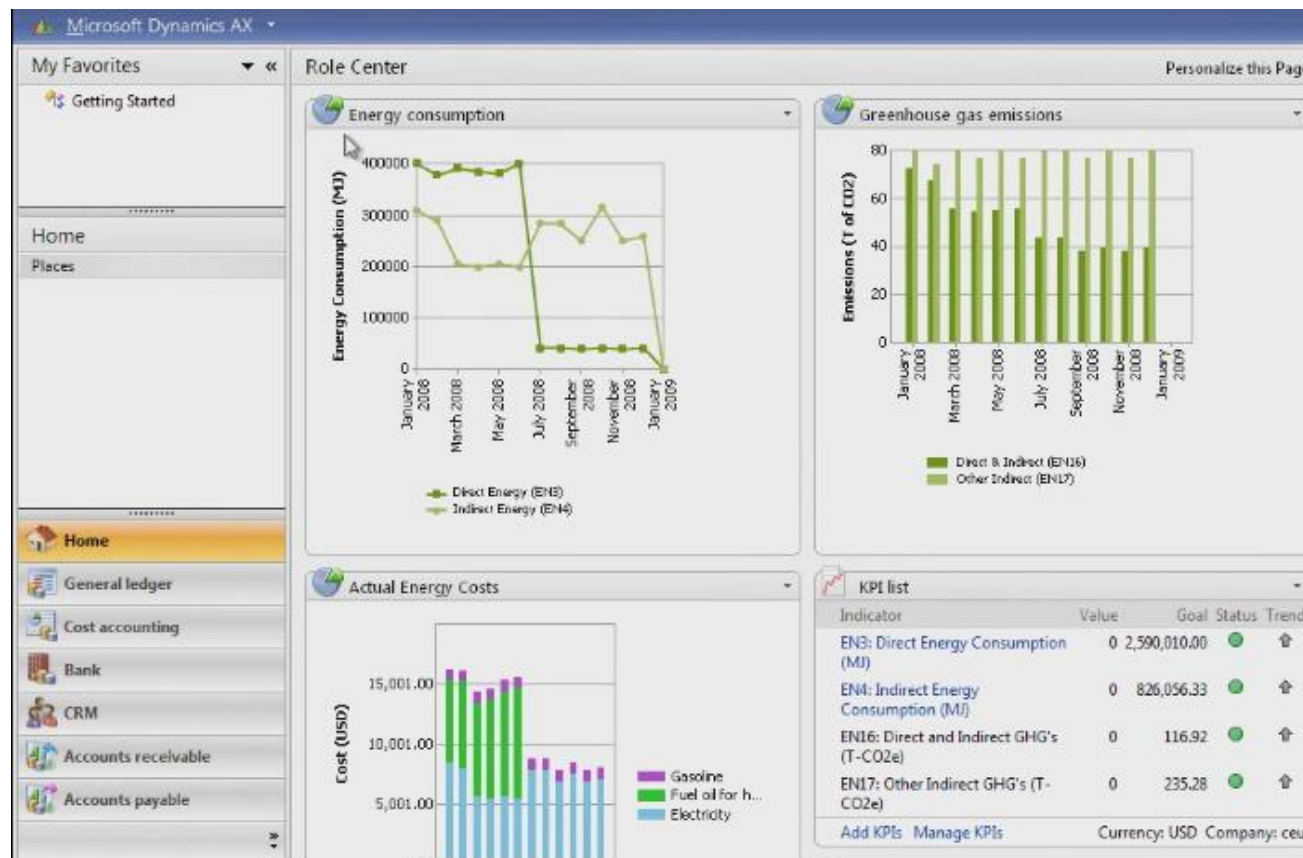 Microsoft Dynamics AX
My Favorites
Getting Started
Home
Places
Home
General ledger
Cost accounting
Bank
CRM
Accounts receivable
Accounts payable
Role Center
Personalize this Page
Energy consumption
Energy Consumption (MJ)
400000
300000
200000
100000
0
January 2008
March 2008
May 2008
July 2008
September 2008
November 2008
January 2009
Direct Energy (EN3)
Indirect Energy (EN4)
Greenhouse gas emissions
Emissions (T of CO2)
80
60
40
20
0
January 2008
March 2008
May 2008
July 2008
September 2008
November 2008
January 2009
Direct & Indirect (EN16)
Other Indirect (EN17)
Actual Energy Costs
Cost (USD)
15,001.00
10,001.00
5,001.00
Gasoline
Fuel oil for h...
Electricity
KPI list
Indicator Value Goal Status Trend
EN3: Direct Energy Consumption 0 2,590,010.00
(MJ)
EN4: Indirect Energy 0 826,056.33
Consumption (MJ)
EN16: Direct and Indirect GHG's 0 116.92
(T-CO2e)
EN17: Other Indirect GHG's (T- 0 235.28
CO2e)
Add KPIs Manage KPIs Currency: USD Company: ceu